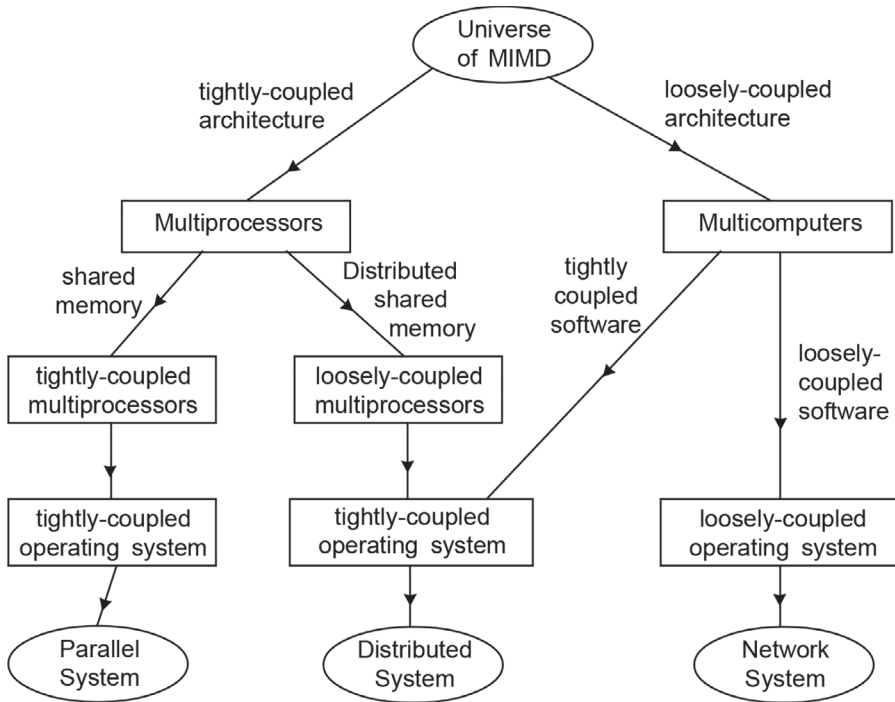 Universe
of MIMD
tightly-coupled
architecture
loosely-coupled
architecture
Multiprocessors
Multicomputers
shared
memory
Distributed
shared
memory
tightly
coupled
software
loosely-
coupled
software
tightly-coupled
multiprocessors
loosely-coupled
multiprocessors
tightly-coupled
operating system
tightly-coupled
operating system
loosely-coupled
operating system
Parallel
System
Distributed
System
Network
System